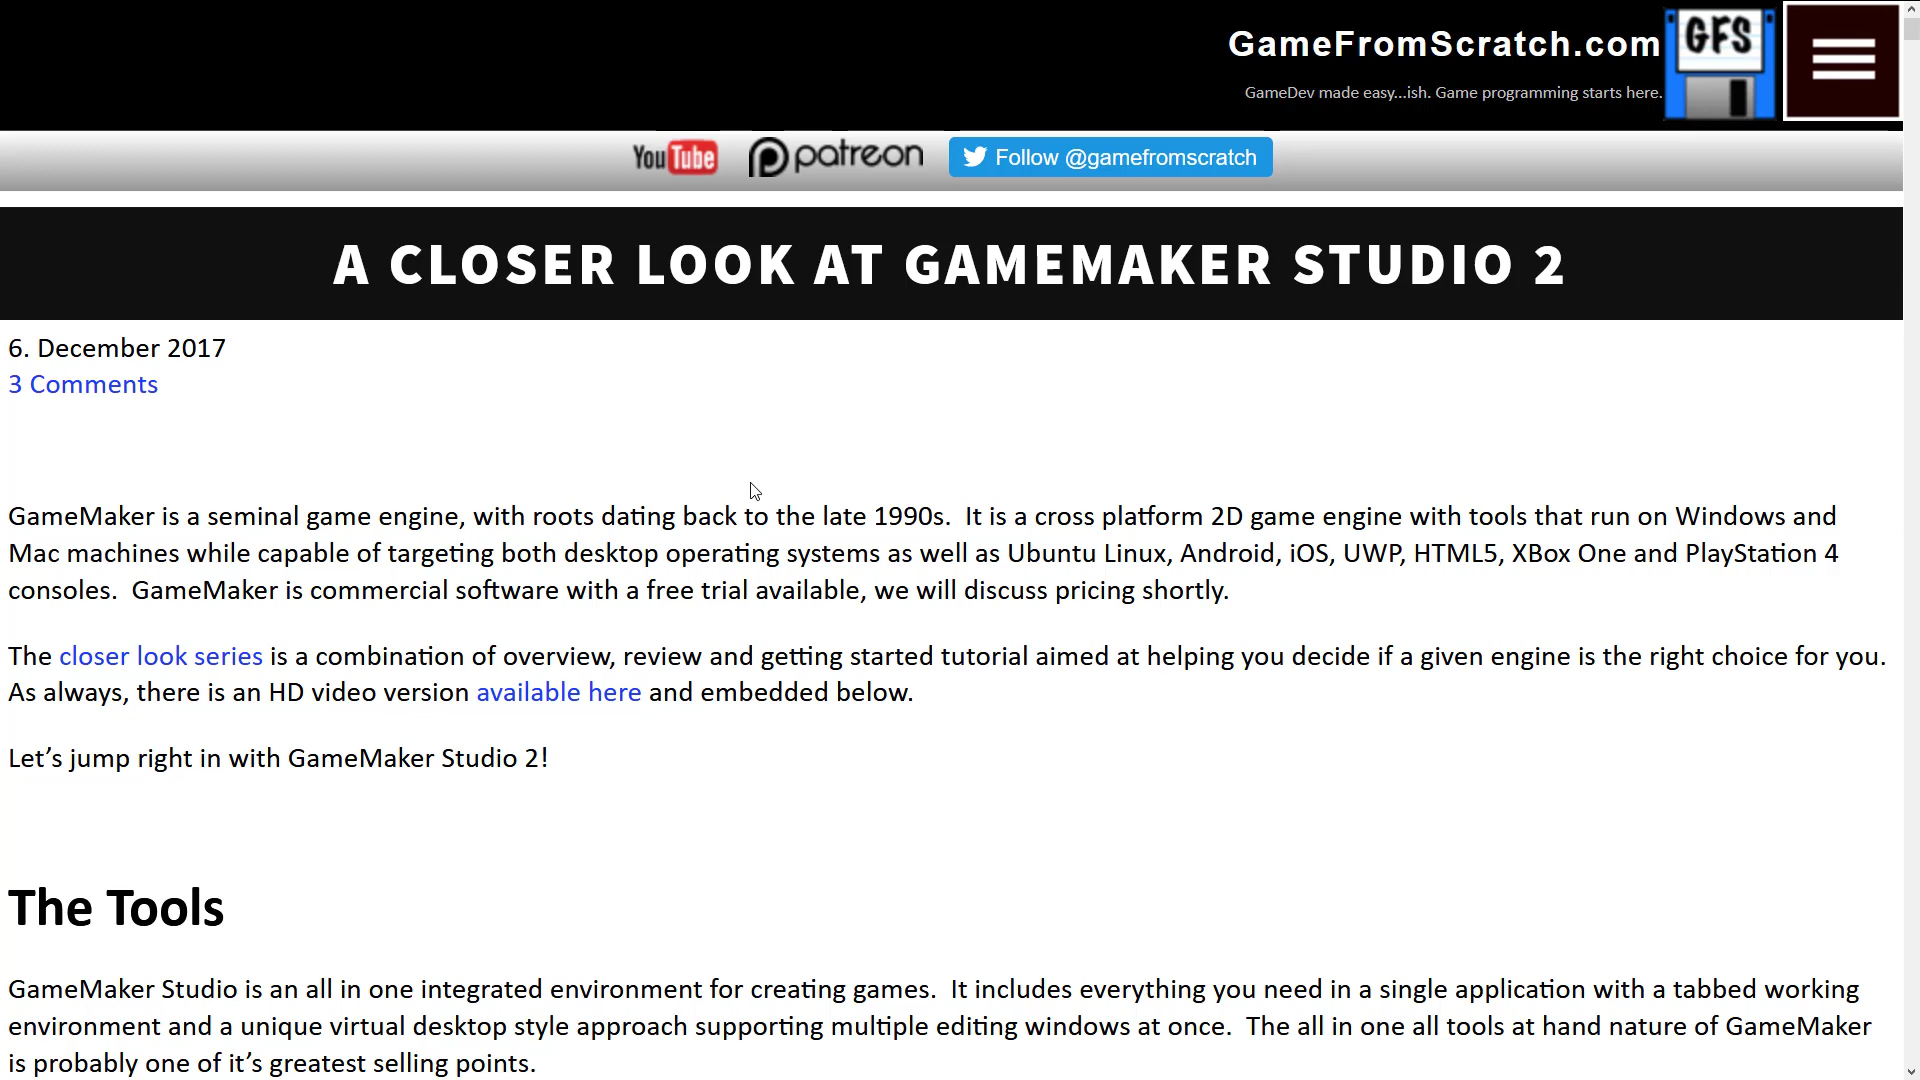 GameFromScratch.com
GFS
GameDev made easy...ish. Game programming starts here.
YouTube
patreon
Follow @gamefromscratch
A CLOSER LOOK AT GAMEMAKER STUDIO 2
6. December 2017
3 Comments
GameMaker is a seminal game engine, with roots dating back to the late 1990s.  It is a cross platform 2D game engine with tools that run on Windows and
Mac machines while capable of targeting both desktop operating systems as well as Ubuntu Linux, Android, iOS, UWP, HTML5, XBox One and PlayStation 4
consoles.  GameMaker is commercial software with a free trial available, we will discuss pricing shortly.
The closer look series is a combination of overview, review and getting started tutorial aimed at helping you decide if a given engine is the right choice for you.
As always, there is an HD video version available here and embedded below.
Let’s jump right in with GameMaker Studio 2!
The Tools
GameMaker Studio is an all in one integrated environment for creating games.  It includes everything you need in a single application with a tabbed working
environment and a unique virtual desktop style approach supporting multiple editing windows at once.  The all in one all tools at hand nature of GameMaker
is probably one of it’s greatest selling points.